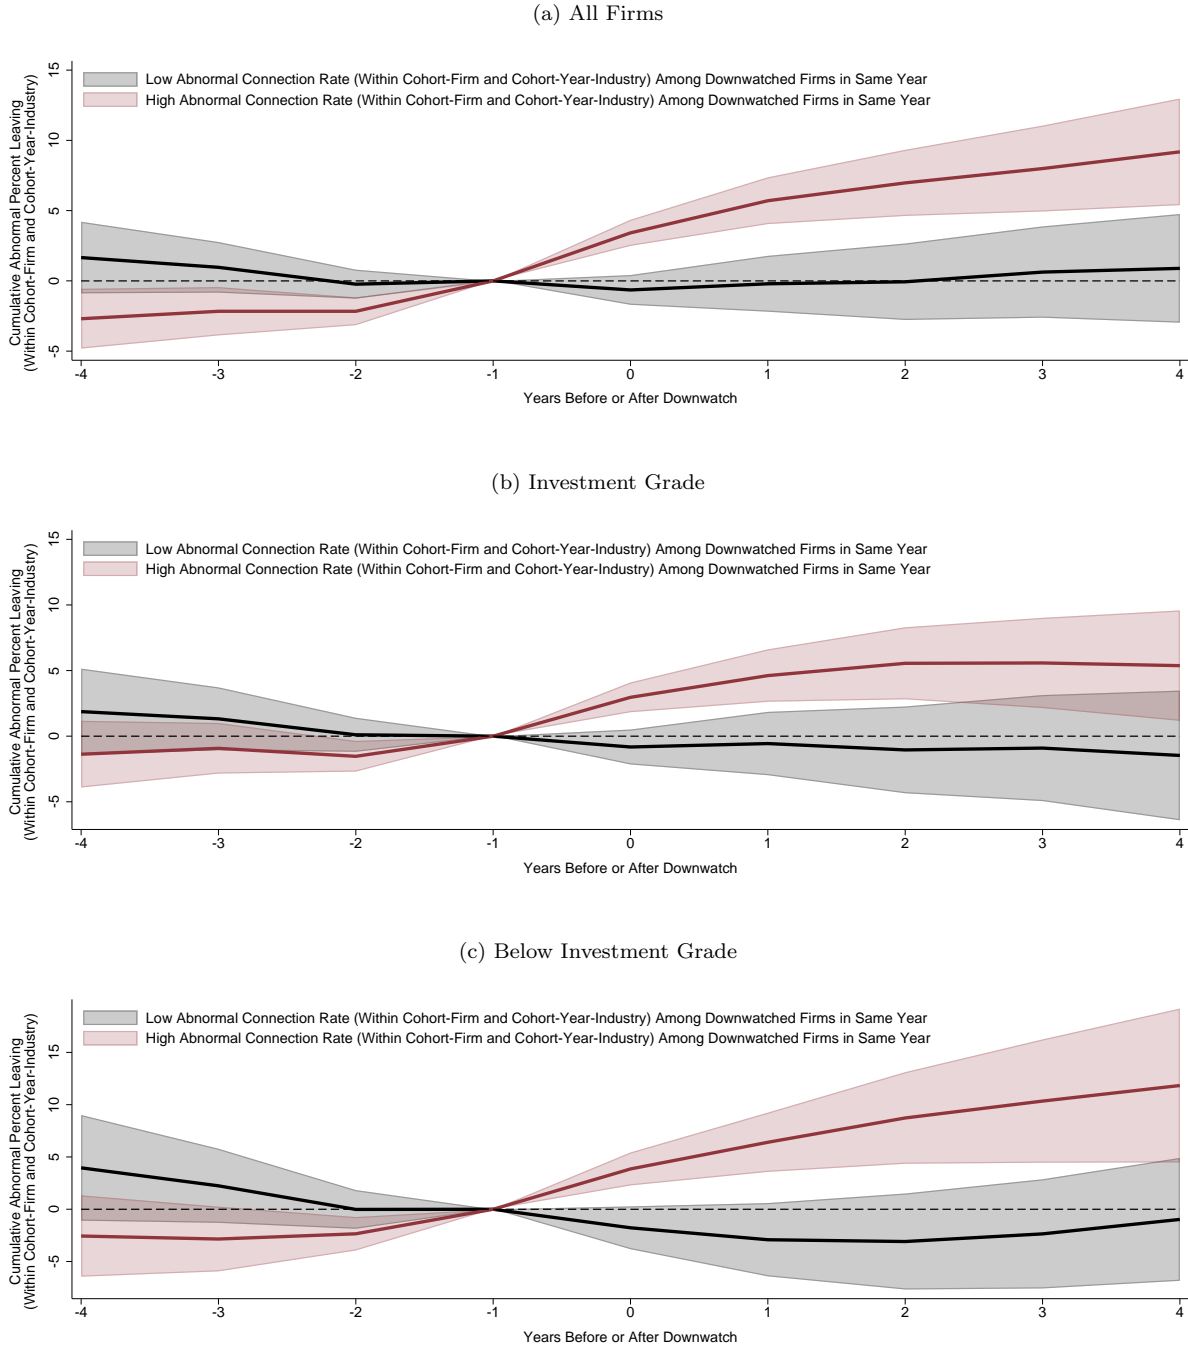 (a) All Firms
Cumulative Abnormal Percent Leaving
(Within Cohort-Firm and Cohort-Year-Industry)
15
10
5
0
-5
Low Abnormal Connection Rate (Within Cohort-Firm and Cohort-Year-Industry) Among Downwatched Firms in Same Year
High Abnormal Connection Rate (Within Cohort-Firm and Cohort-Year-Industry) Among Downwatched Firms in Same Year
-4 -3 -2 -1 0 1 2 3 4
Years Before or After Downwatch
(b) Investment Grade
Cumulative Abnormal Percent Leaving
(Within Cohort-Firm and Cohort-Year-Industry)
15
10
5
0
-5
Low Abnormal Connection Rate (Within Cohort-Firm and Cohort-Year-Industry) Among Downwatched Firms in Same Year
High Abnormal Connection Rate (Within Cohort-Firm and Cohort-Year-Industry) Among Downwatched Firms in Same Year
-4 -3 -2 -1 0 1 2 3 4
Years Before or After Downwatch
(c) Below Investment Grade
Cumulative Abnormal Percent Leaving
(Within Cohort-Firm and Cohort-Year-Industry)
15
10
5
0
-5
Low Abnormal Connection Rate (Within Cohort-Firm and Cohort-Year-Industry) Among Downwatched Firms in Same Year
High Abnormal Connection Rate (Within Cohort-Firm and Cohort-Year-Industry) Among Downwatched Firms in Same Year
-4 -3 -2 -1 0 1 2 3 4
Years Before or After Downwatch